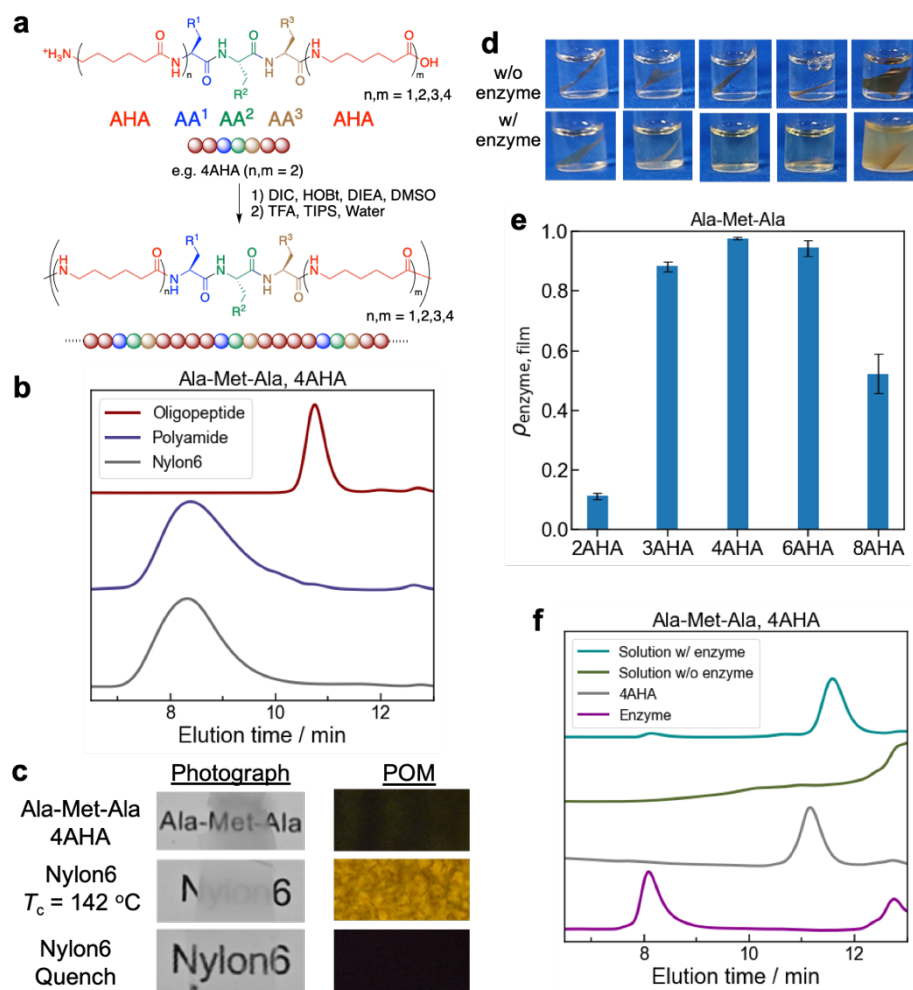 a
R¹
R³
O
O
O
⁺H₃N
H
N
N
H
H
N
n
O
R²
O
m
OH
n,m = 1,2,3,4
AHA AA¹ AA² AA³ AHA
e.g. 4AHA (n,m = 2)
1) DIC, HOBt, DIEA, DMSO
2) TFA, TIPS, Water
R¹
R³
H
N
O
O
H
N
O
n
N
H
O
N
H
m
R²
O
n,m = 1,2,3,4
b
Ala-Met-Ala, 4AHA
Oligopeptide
Polyamide
Nylon6
8 10 12
Elution time / min
c
Photograph POM
Ala-Met-Ala
4AHA
Ala-Met-Ala
Nylon6
Tc = 142 °C
Nylon6
Nylon6
Quench
Nylon6
d
w/o
enzyme
w/
enzyme
e
Ala-Met-Ala
ρenzyme, film
1.0
0.8
0.6
0.4
0.2
0.0
2AHA 3AHA 4AHA 6AHA 8AHA
f
Ala-Met-Ala, 4AHA
Solution w/ enzyme
Solution w/o enzyme
4AHA
Enzyme
8 10 12
Elution time / min